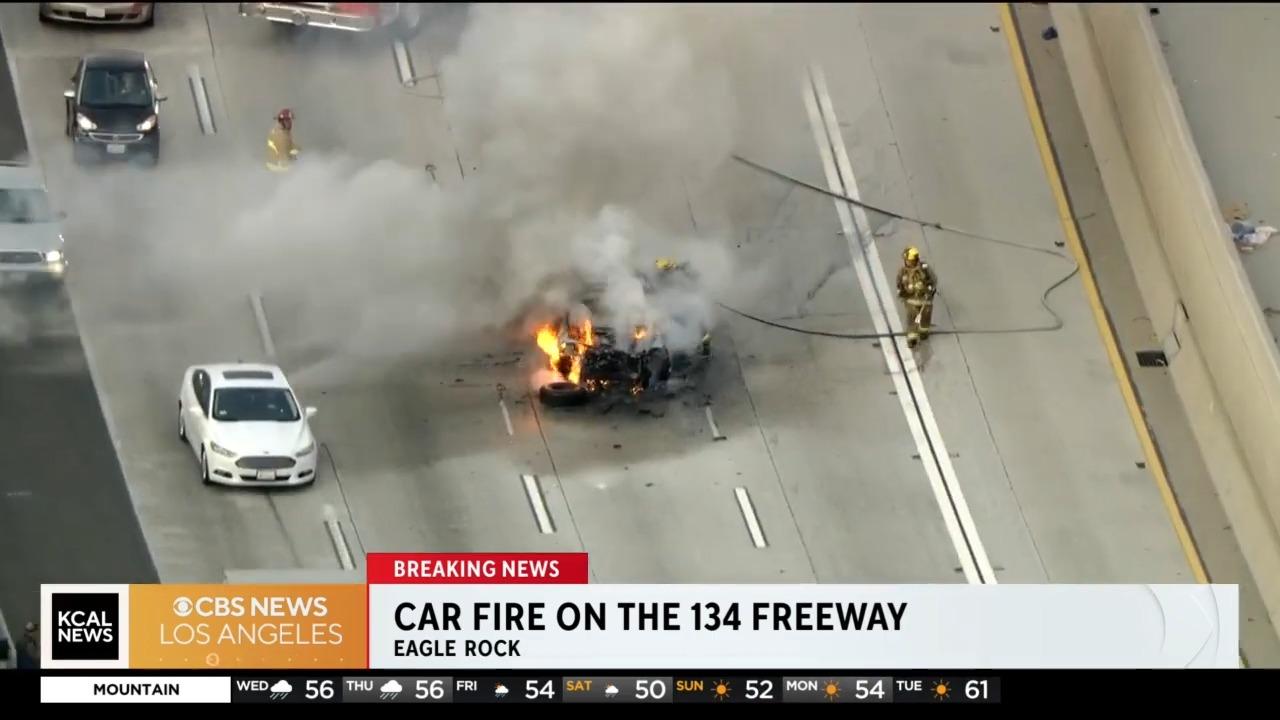 BREAKING NEWS
KCAL NEWS
CBS NEWS
LOS ANGELES
CAR FIRE ON THE 134 FREEWAY
EAGLE ROCK
MOUNTAIN WED 56 THU 56 FRI 54 SAT 50 SUN 52 MON 54 TUE 61